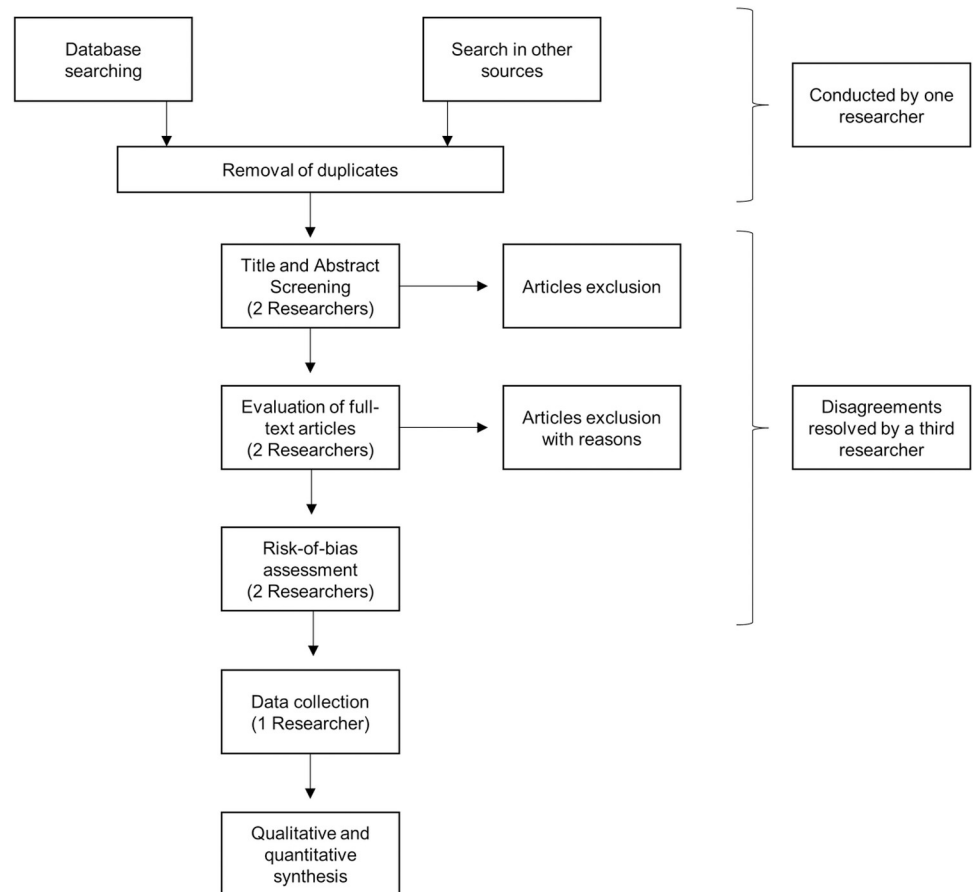 Database
searching
Search in other
sources
Conducted by one
researcher
Removal of duplicates
Title and Abstract
Screening
(2 Researchers)
Articles exclusion
Evaluation of full-
text articles
(2 Researchers)
Articles exclusion
with reasons
Disagreements
resolved by a third
researcher
Risk-of-bias
assessment
(2 Researchers)
Data collection
(1 Researcher)
Qualitative and
quantitative
synthesis